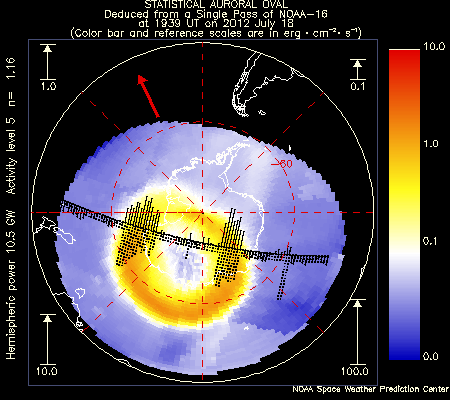 STATISTICAL AURORAL OVAL
Deduced from a Single Pass of NOAA-16
at 1939 UT on 2012 July 18
(Color bar and reference scales are in erg·cm⁻²·s⁻¹)
1.0
0.1
10.0
1.0
0.1
0.0
-60
Hemispheric power 10.5 GW   Activity level 5   n=   1.16
10.0
100.0
NOAA Space Weather Prediction Center